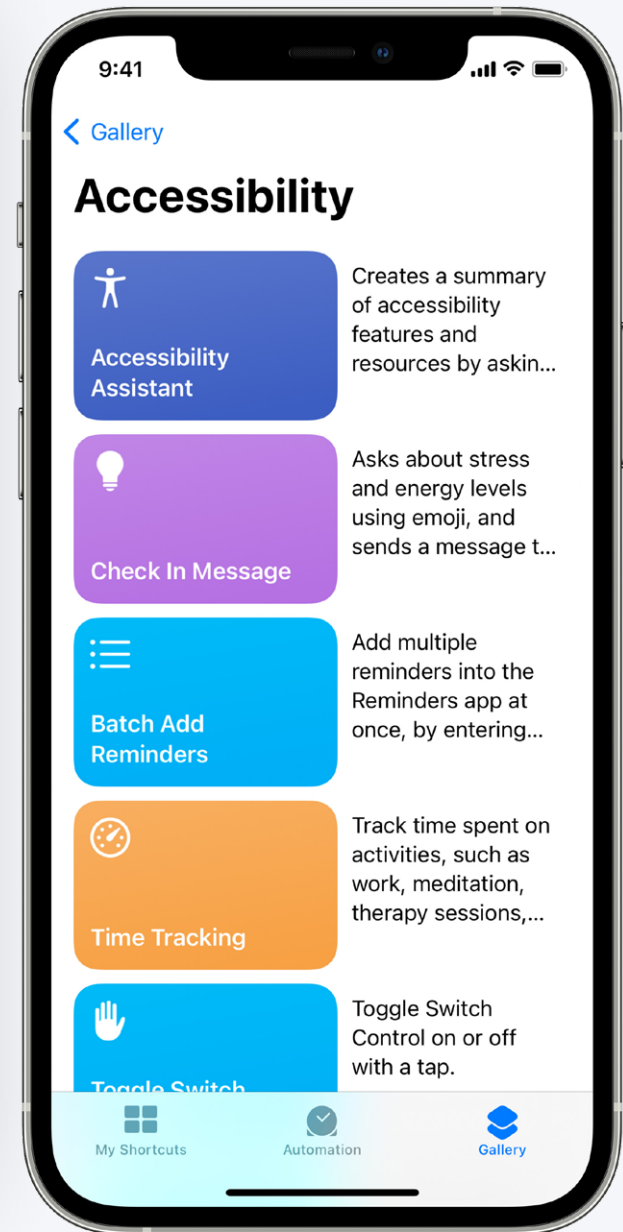 9:41
Gallery
Accessibility
Accessibility
Assistant
Creates a summary
of accessibility
features and
resources by askin...
Check In Message
Asks about stress
and energy levels
using emoji, and
sends a message t...
Batch Add
Reminders
Add multiple
reminders into the
Reminders app at
once, by entering...
Time Tracking
Track time spent on
activities, such as
work, meditation,
therapy sessions,...
Toggle Switch
Toggle Switch
Control on or off
with a tap.
My Shortcuts
Automation
Gallery